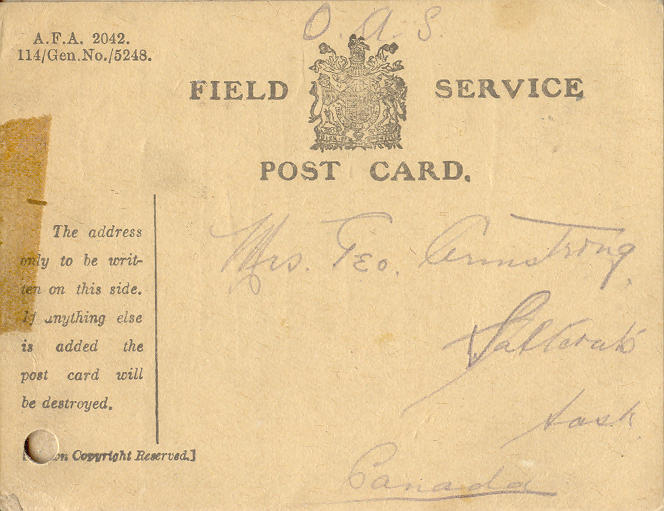 O. A. S.
A.F.A. 2042.
114/Gen.No./5248.
FIELD SERVICE
POST CARD.
The address
only to be writ-
ten on this side.
If anything else
is added the
post card will
be destroyed.
on Copyright Reserved.]
Mrs. Geo. Armstrong,
Sask
Canada